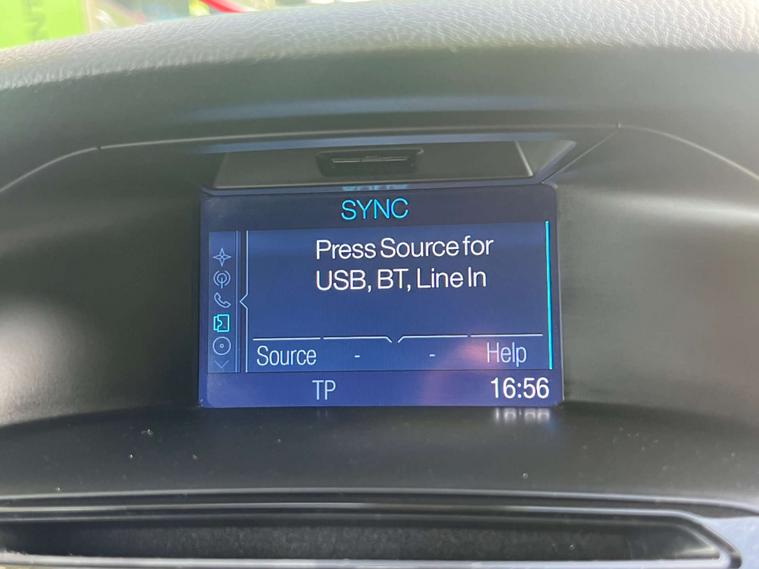 SYNC
Press Source for
USB, BT, Line In
Source - - Help
TP 16:56